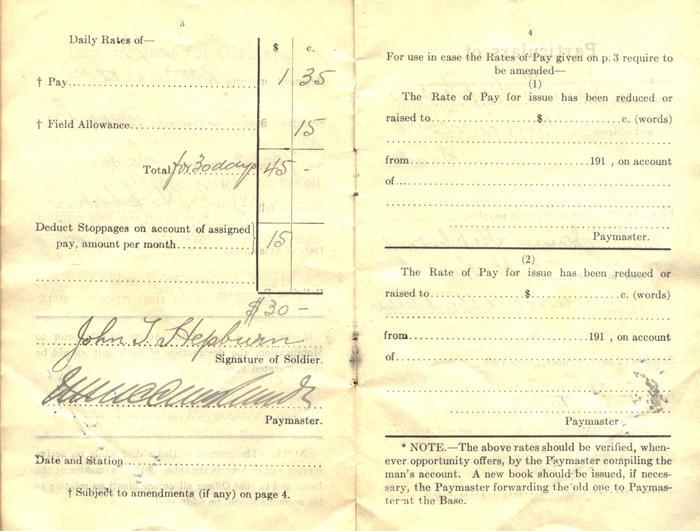 3
Daily Rates of—
$ c.
† Pay 1 35
† Field Allowance 15
Total for 30 days 45 -
Deduct Stoppages on account of assigned
pay, amount per month 15
$30 -
John T. Hepburn
Signature of Soldier.
Paymaster.
Date and Station
† Subject to amendments (if any) on page 4.
4
For use in case the Rates of Pay given on p. 3 require to
be amended—
(1)
The Rate of Pay for issue has been reduced or
raised to $ c. (words)
from 191 , on account
of
Paymaster.
(2)
The Rate of Pay for issue has been reduced or
raised to $ c. (words)
from 191 , on account
of
Paymaster
* NOTE.—The above rates should be verified, when-
ever opportunity offers, by the Paymaster compiling the
man's account. A new book should be issued, if neces-
sary, the Paymaster forwarding the old one to Paymas-
ter at the Base.